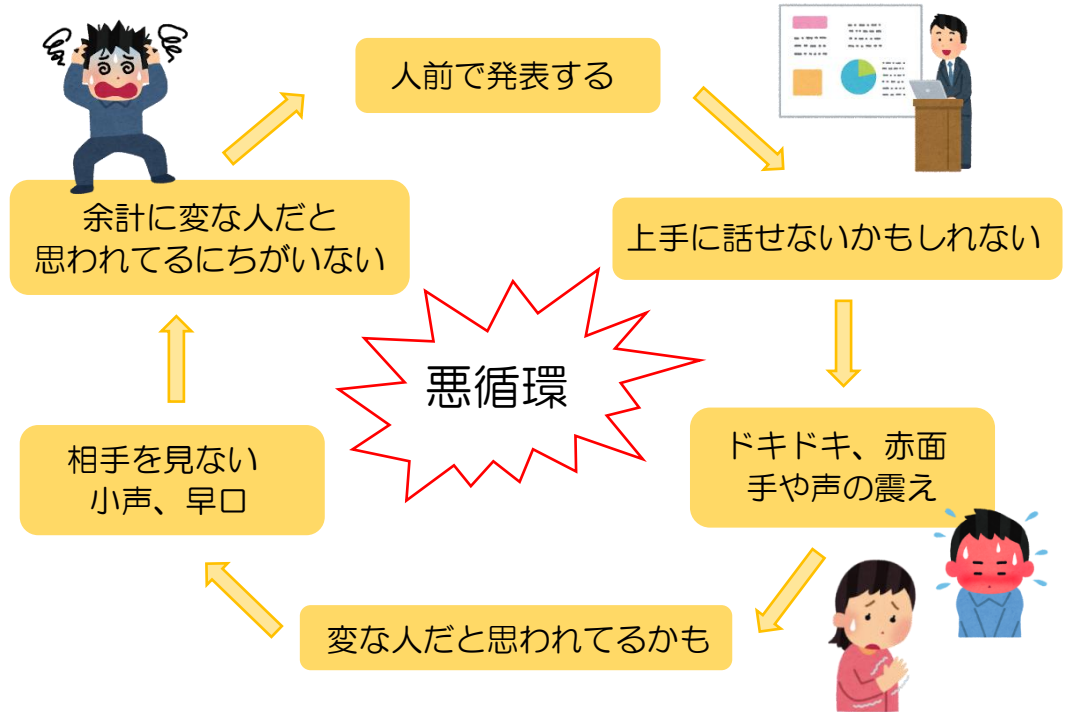 人前で発表する
上手に話せないかもしれない
ドキドキ、赤面
手や声の震え
変な人だと思われてるかも
相手を見ない
小声、早口
余計に変な人だと
思われてるにちがいない
悪循環